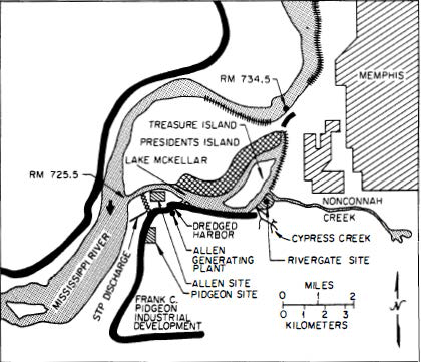 RM 734.5
MEMPHIS
TREASURE ISLAND
PRESIDENTS ISLAND
LAKE MCKELLAR
RM 725.5
NONCONNAH
CREEK
DREDGED
HARBOR
CYPRESS CREEK
ALLEN
GENERATING
PLANT
RIVERGATE SITE
MISSISSIPPI RIVER
STP DISCHARGE
ALLEN SITE
PIDGEON SITE
FRANK C.
PIDGEON
INDUSTRIAL
DEVELOPMENT
MILES
0 1 2
0 1 2 3
KILOMETERS
N